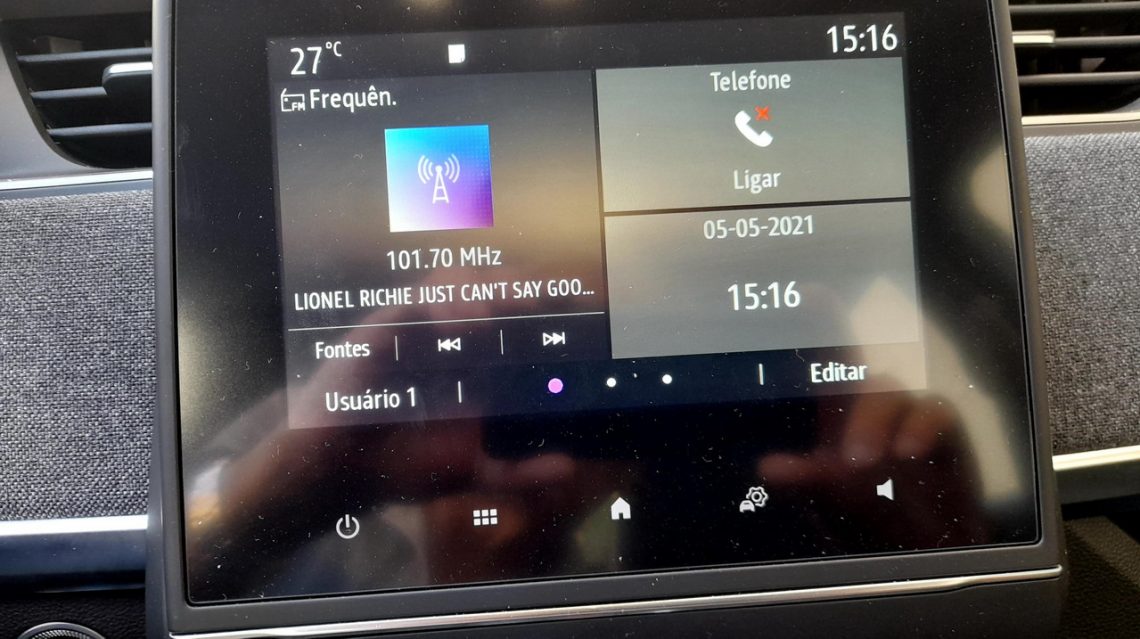 27°C
15:16
FM Frequên.
101.70 MHz
LIONEL RICHIE JUST CAN'T SAY GOO...
Fontes
Telefone
Ligar
05-05-2021
15:16
Usuário 1
Editar